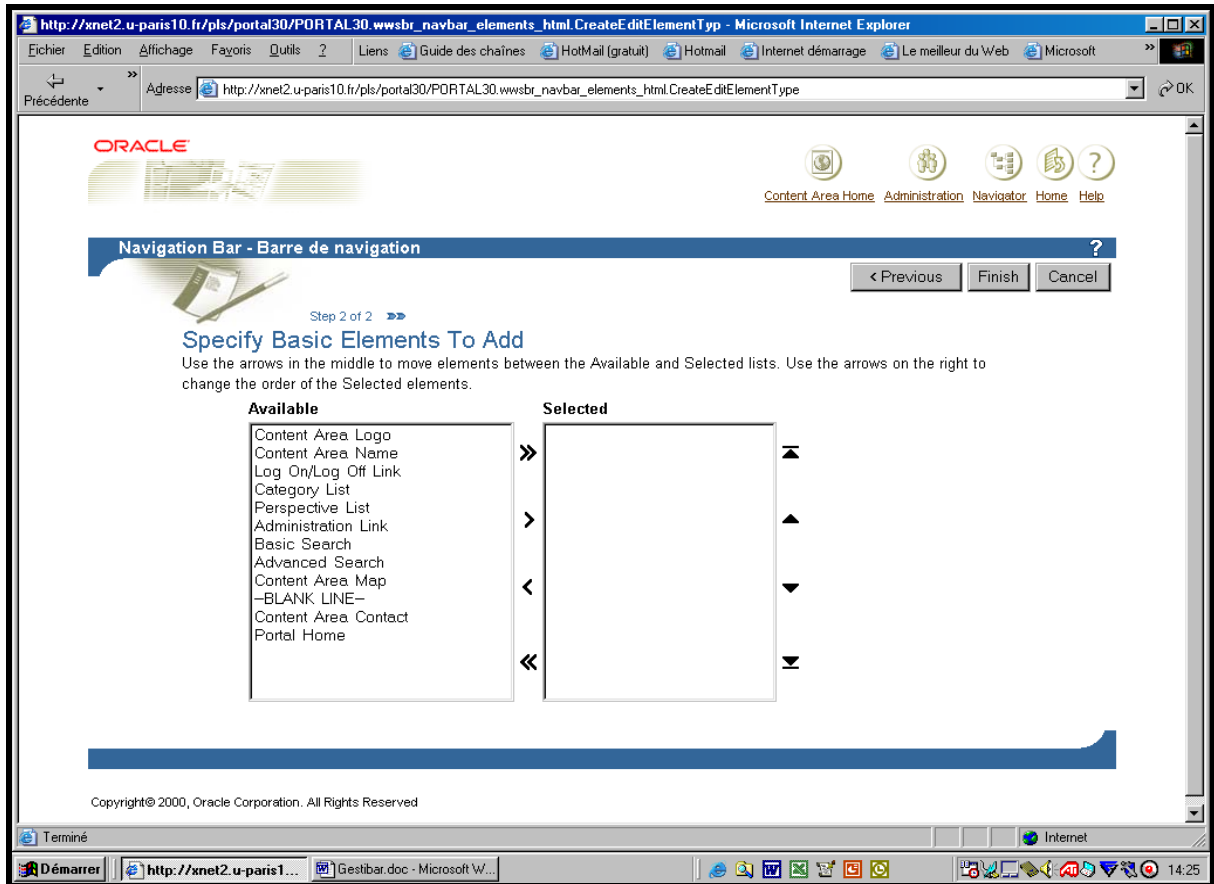 http://xnet2.u-paris10.fr/pls/portal30/PORTAL30.wwsbr_navbar_elements_html.CreateEditElementTyp - Microsoft Internet Explorer
Fichier Edition Affichage Favoris Outils ? Liens Guide des chaînes HotMail (gratuit) Hotmail Internet démarrage Le meilleur du Web Microsoft »
Précédente » Adresse http://xnet2.u-paris10.fr/pls/portal30/PORTAL30.wwsbr_navbar_elements_html.CreateEditElementType OK
ORACLE
Content Area Home Administration Navigator Home Help
Navigation Bar - Barre de navigation ?
< Previous Finish Cancel
Step 2 of 2
Specify Basic Elements To Add
Use the arrows in the middle to move elements between the Available and Selected lists. Use the arrows on the right to
change the order of the Selected elements.
Available Selected
Content Area Logo
Content Area Name
Log On/Log Off Link
Category List
Perspective List
Administration Link
Basic Search
Advanced Search
Content Area Map
–BLANK LINE–
Content Area Contact
Portal Home
Copyright© 2000, Oracle Corporation. All Rights Reserved
Terminé Internet
Démarrer http://xnet2.u-paris1... Gestibar.doc - Microsoft W... 14:25